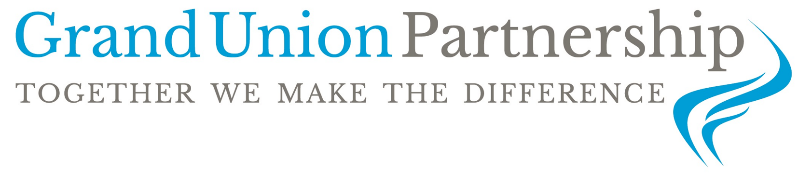 Grand Union Partnership
TOGETHER WE MAKE THE DIFFERENCE